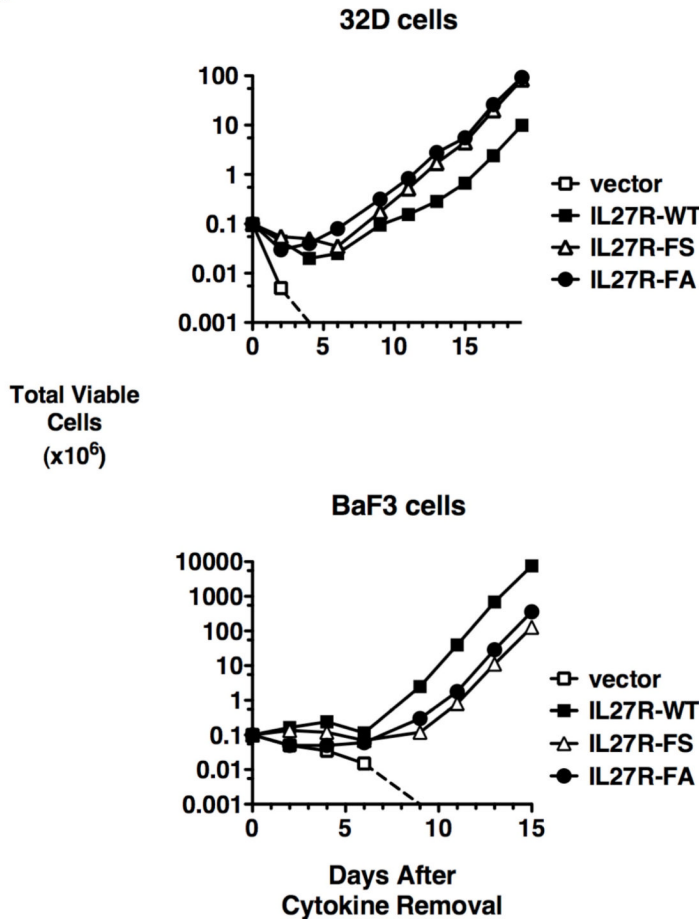 32D cells
100
10
1
0.1
0.01
0.001
0
5
10
15
vector
IL27R-WT
IL27R-FS
IL27R-FA
Total Viable
Cells
(x10⁶)
BaF3 cells
10000
1000
100
10
1
0.1
0.01
0.001
0
5
10
15
vector
IL27R-WT
IL27R-FS
IL27R-FA
Days After
Cytokine Removal